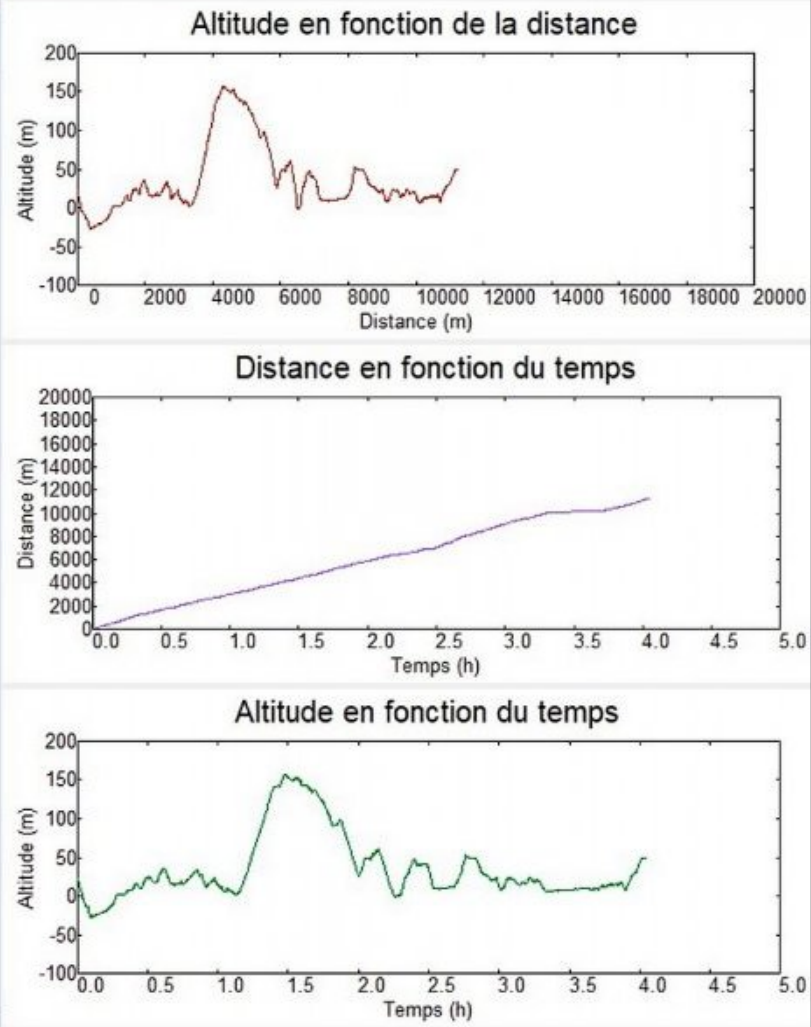 Altitude en fonction de la distance
200
150
100
50
0
-50
-100
Altitude (m)
0 2000 4000 6000 8000 10000 12000 14000 16000 18000 20000
Distance (m)
Distance en fonction du temps
20000
18000
16000
14000
12000
10000
8000
6000
4000
2000
0
Distance (m)
0.0 0.5 1.0 1.5 2.0 2.5 3.0 3.5 4.0 4.5 5.0
Temps (h)
Altitude en fonction du temps
200
150
100
50
0
-50
-100
Altitude (m)
0.0 0.5 1.0 1.5 2.0 2.5 3.0 3.5 4.0 4.5 5.0
Temps (h)